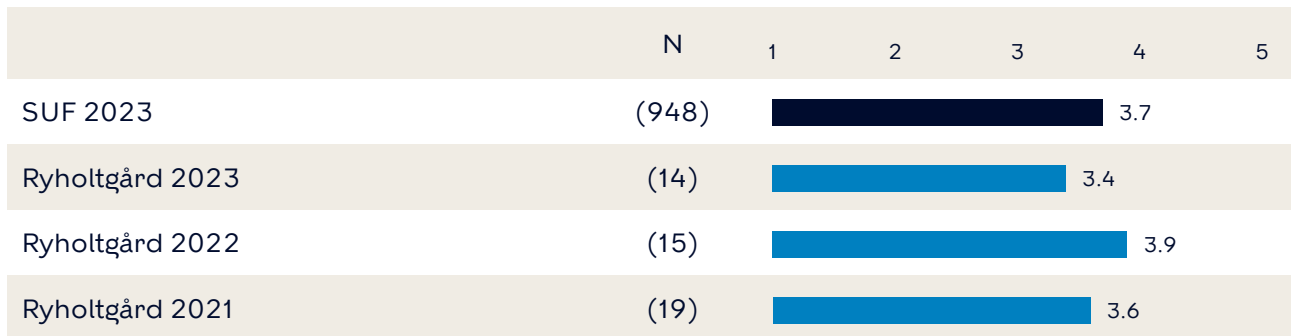 N 1 2 3 4 5
SUF 2023 (948) 3.7
Ryholtgård 2023 (14) 3.4
Ryholtgård 2022 (15) 3.9
Ryholtgård 2021 (19) 3.6